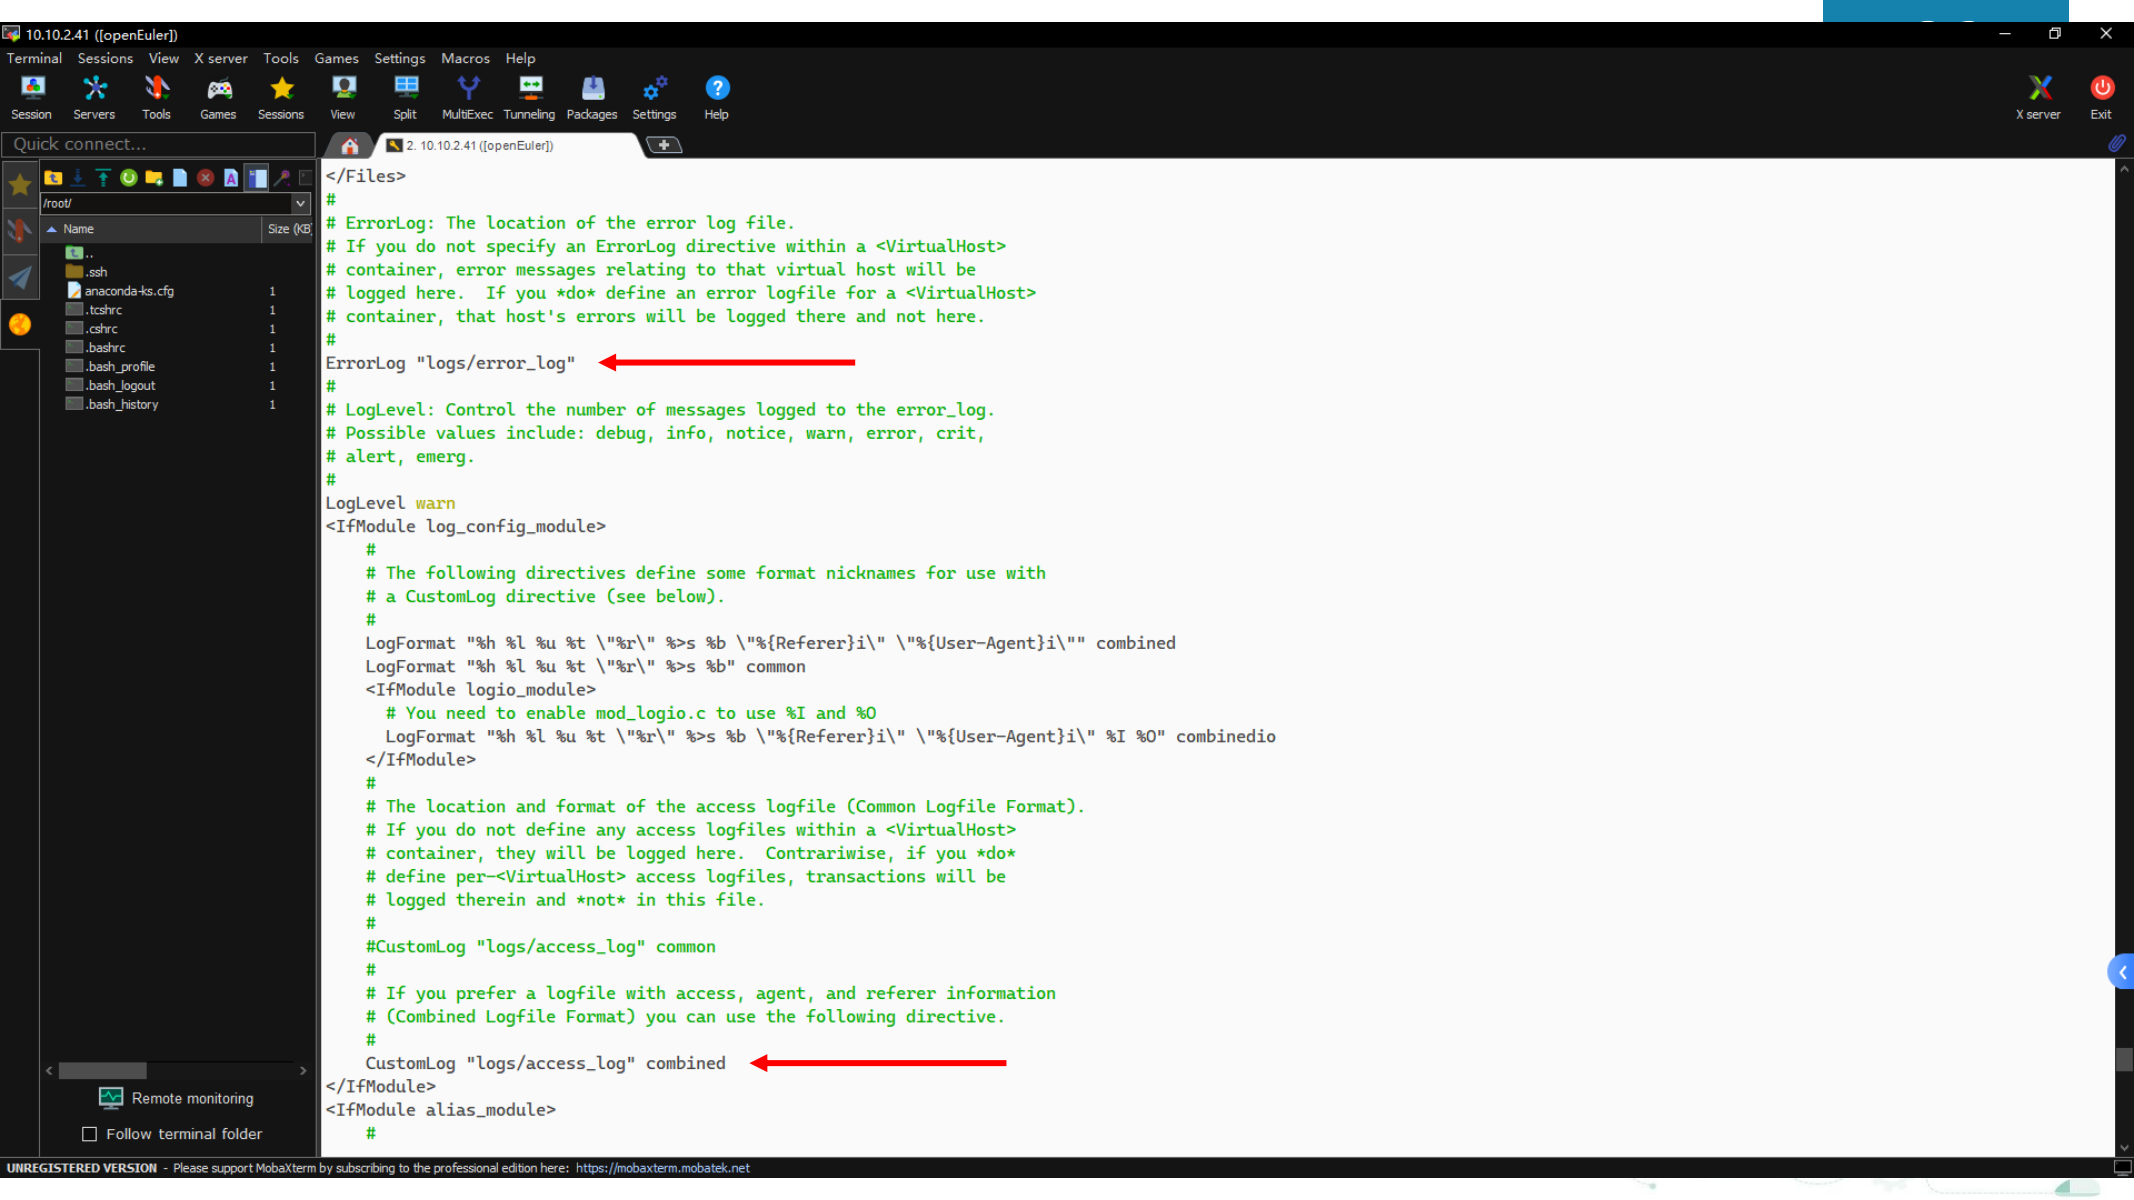 10.10.2.41 ([openEuler])
Terminal Sessions View X server Tools Games Settings Macros Help
Session Servers Tools Games Sessions View Split MultiExec Tunneling Packages Settings Help X server Exit
Quick connect...
2. 10.10.2.41 ([openEuler])
/root/
Name Size (KB)
..
.ssh
anaconda-ks.cfg 1
.tcshrc 1
.cshrc 1
.bashrc 1
.bash_profile 1
.bash_logout 1
.bash_history 1
Remote monitoring
Follow terminal folder
</Files>
#
# ErrorLog: The location of the error log file.
# If you do not specify an ErrorLog directive within a <VirtualHost>
# container, error messages relating to that virtual host will be
# logged here.  If you *do* define an error logfile for a <VirtualHost>
# container, that host's errors will be logged there and not here.
#
ErrorLog "logs/error_log"
#
# LogLevel: Control the number of messages logged to the error_log.
# Possible values include: debug, info, notice, warn, error, crit,
# alert, emerg.
#
LogLevel warn
<IfModule log_config_module>
    #
    # The following directives define some format nicknames for use with
    # a CustomLog directive (see below).
    #
    LogFormat "%h %l %u %t \"%r\" %>s %b \"%{Referer}i\" \"%{User-Agent}i\"" combined
    LogFormat "%h %l %u %t \"%r\" %>s %b" common
    <IfModule logio_module>
      # You need to enable mod_logio.c to use %I and %O
      LogFormat "%h %l %u %t \"%r\" %>s %b \"%{Referer}i\" \"%{User-Agent}i\" %I %O" combinedio
    </IfModule>
    #
    # The location and format of the access logfile (Common Logfile Format).
    # If you do not define any access logfiles within a <VirtualHost>
    # container, they will be logged here.  Contrariwise, if you *do*
    # define per-<VirtualHost> access logfiles, transactions will be
    # logged therein and *not* in this file.
    #
    #CustomLog "logs/access_log" common
    #
    # If you prefer a logfile with access, agent, and referer information
    # (Combined Logfile Format) you can use the following directive.
    #
    CustomLog "logs/access_log" combined
</IfModule>
<IfModule alias_module>
    #
UNREGISTERED VERSION - Please support MobaXterm by subscribing to the professional edition here: https://mobaxterm.mobatek.net